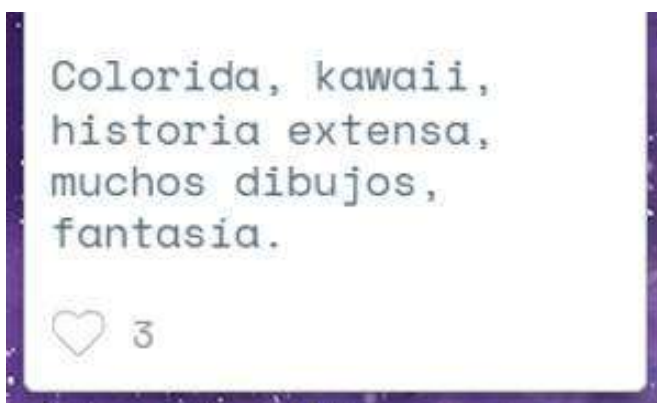 Colorida, kawaii,
historia extensa,
muchos dibujos,
fantasía.
3